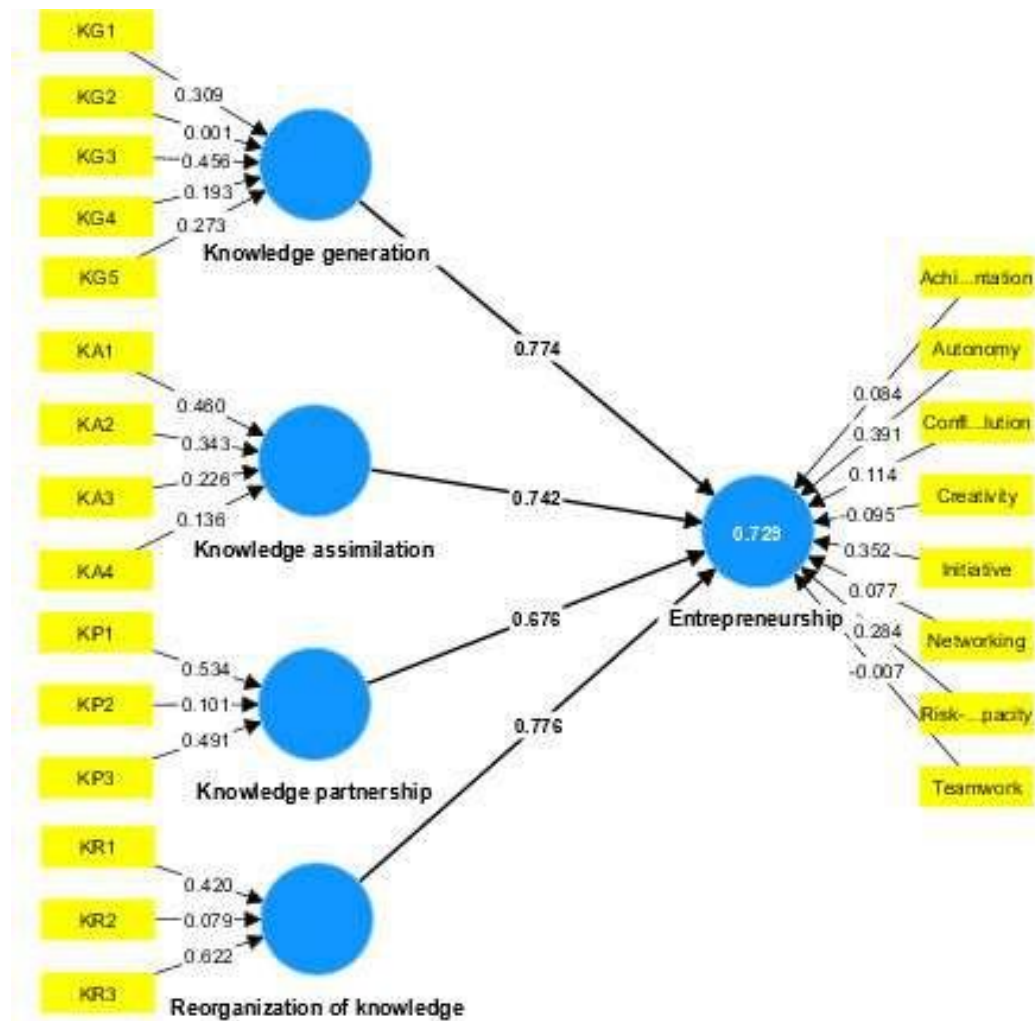 KG1
0.309
KG2
0.001
KG3
0.456
KG4
0.193
KG5
0.273
Knowledge generation
KA1
0.460
KA2
0.343
KA3
0.226
KA4
0.136
Knowledge assimilation
KP1
0.534
KP2
0.101
KP3
0.491
Knowledge partnership
KR1
0.420
KR2
0.079
KR3
0.622
Reorganization of knowledge
0.774
0.742
0.676
0.776
0.729
Entrepreneurship
Achi...ntation
0.084
Autonomy
0.391
Confl...lution
0.114
Creativity
-0.095
Initiative
0.352
Networking
0.077
Risk-...pacity
0.284
Teamwork
-0.007